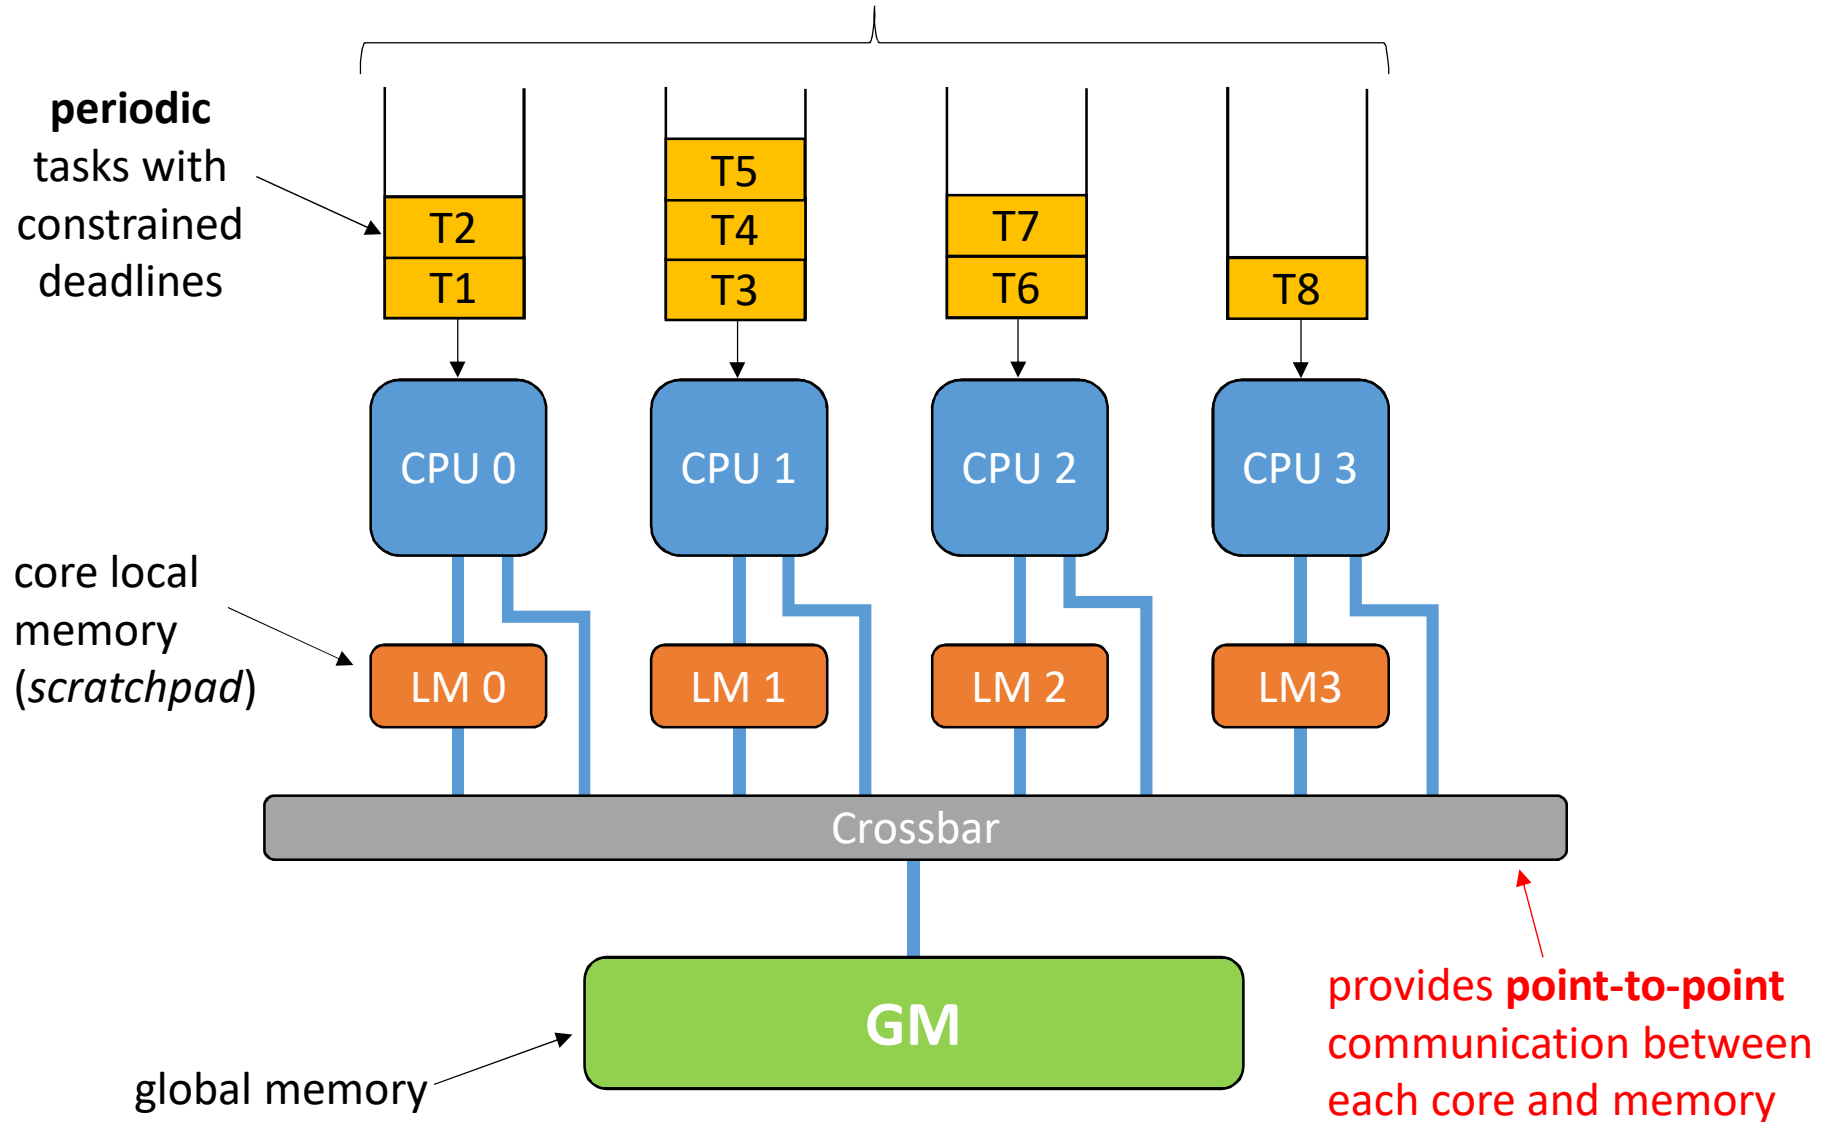 periodic
tasks with
constrained
deadlines
T2
T1
T5
T4
T3
T7
T6
T8
CPU 0
CPU 1
CPU 2
CPU 3
core local
memory
(scratchpad)
LM 0
LM 1
LM 2
LM3
Crossbar
GM
global memory
provides point-to-point
communication between
each core and memory